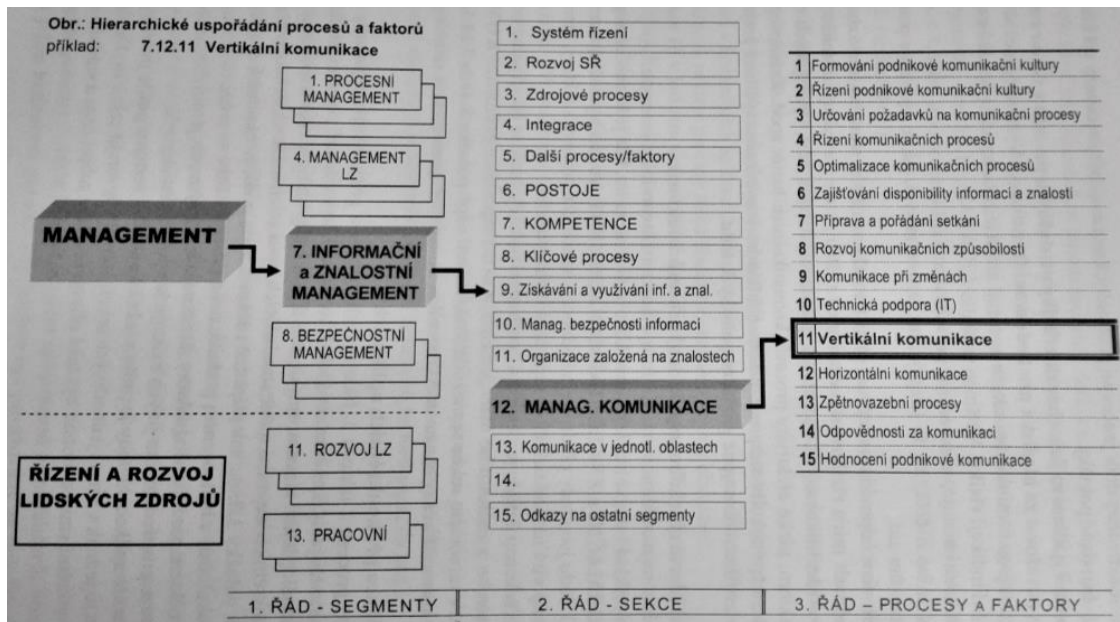 Obr.: Hierarchické uspořádání procesů a faktorů
příklad: 7.12.11 Vertikální komunikace
MANAGEMENT
ŘÍZENÍ A ROZVOJ
LIDSKÝCH ZDROJŮ
1. PROCESNÍ
MANAGEMENT
4. MANAGEMENT
LZ
7. INFORMAČNÍ
a ZNALOSTNÍ
MANAGEMENT
8. BEZPEČNOSTNÍ
MANAGEMENT
11. ROZVOJ LZ
13. PRACOVNÍ
1. ŘÁD - SEGMENTY
1. Systém řízení
2. Rozvoj SŘ
3. Zdrojové procesy
4. Integrace
5. Další procesy/faktory
6. POSTOJE
7. KOMPETENCE
8. Klíčové procesy
9. Získávání a využívání inf. a znal.
10. Manag. bezpečnosti informací
11. Organizace založená na znalostech
12. MANAG. KOMUNIKACE
13. Komunikace v jednotl. oblastech
14.
15. Odkazy na ostatní segmenty
2. ŘÁD - SEKCE
1 Formování podnikové komunikační kultury
2 Řízení podnikové komunikační kultury
3 Určování požadavků na komunikační procesy
4 Řízení komunikačních procesů
5 Optimalizace komunikačních procesů
6 Zajišťování disponibility informací a znalostí
7 Příprava a pořádání setkání
8 Rozvoj komunikačních způsobilostí
9 Komunikace při změnách
10 Technická podpora (IT)
11 Vertikální komunikace
12 Horizontální komunikace
13 Zpětnovazební procesy
14 Odpovědnosti za komunikaci
15 Hodnocení podnikové komunikace
3. ŘÁD – PROCESY A FAKTORY